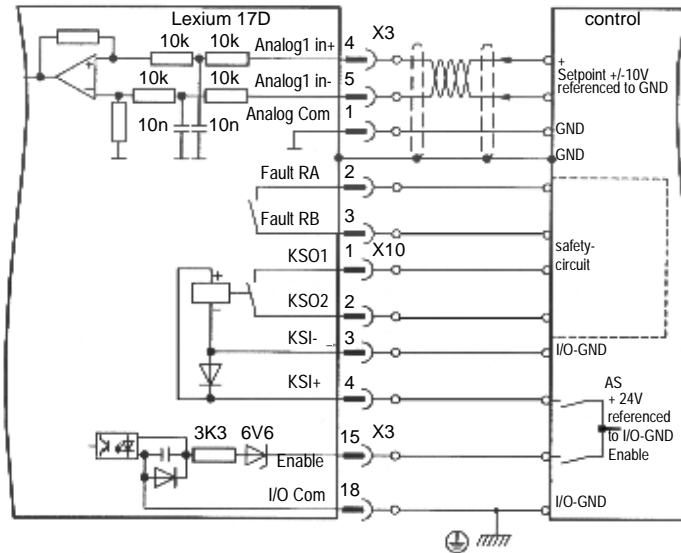 Lexium 17D
control
10k
10k
Analog1 in+
4
X3
10k
10k
Analog1 in-
5
10n
10n
Analog Com
1
+
Setpoint +/-10V
referenced to GND
GND
GND
Fault RA
2
Fault RB
3
KSO1
1
X10
safety-
circuit
+
KSO2
2
-
KSI-
3
I/O-GND
KSI+
4
AS
+ 24V
referenced
to I/O-GND
Enable
3K3
6V6
Enable
15
X3
I/O Com
18
I/O-GND